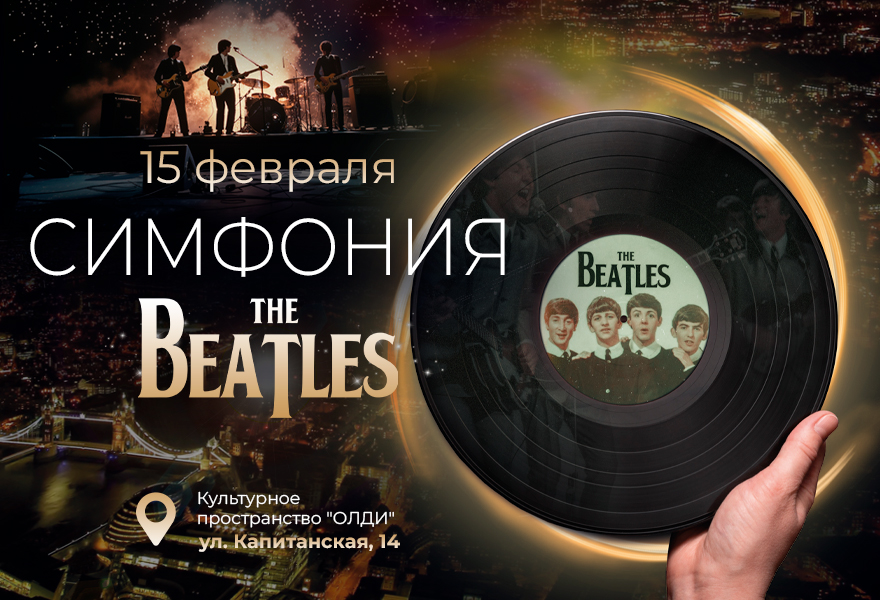 15 февраля
СИМФОНИЯ
THE
BEATLES
THE
BEATLES
Культурное
пространство "ОЛДИ"
ул. Капитанская, 14